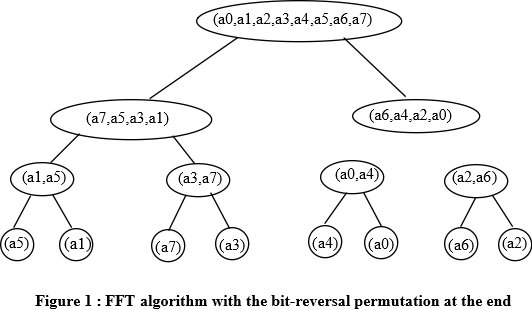 (a0,a1,a2,a3,a4,a5,a6,a7)
(a7,a5,a3,a1) (a6,a4,a2,a0)
(a1,a5) (a3,a7) (a0,a4) (a2,a6)
(a5) (a1) (a7) (a3) (a4) (a0) (a6) (a2)
Figure 1 : FFT algorithm with the bit-reversal permutation at the end